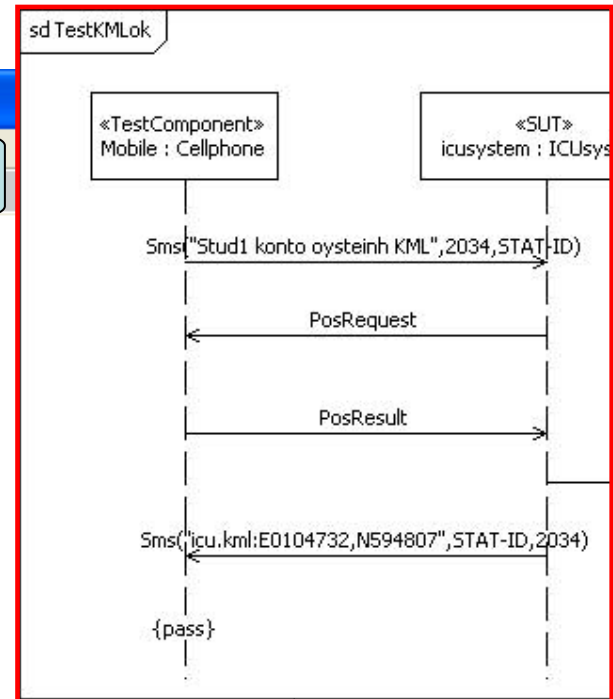 sd TestKMLok
«TestComponent»
Mobile : Cellphone
«SUT»
icusystem : ICUsys
Sms("Stud1 konto oysteinh KML",2034,STAT-ID)
PosRequest
PosResult
Sms("icu.kml:E0104732,N594807",STAT-ID,2034)
{pass}